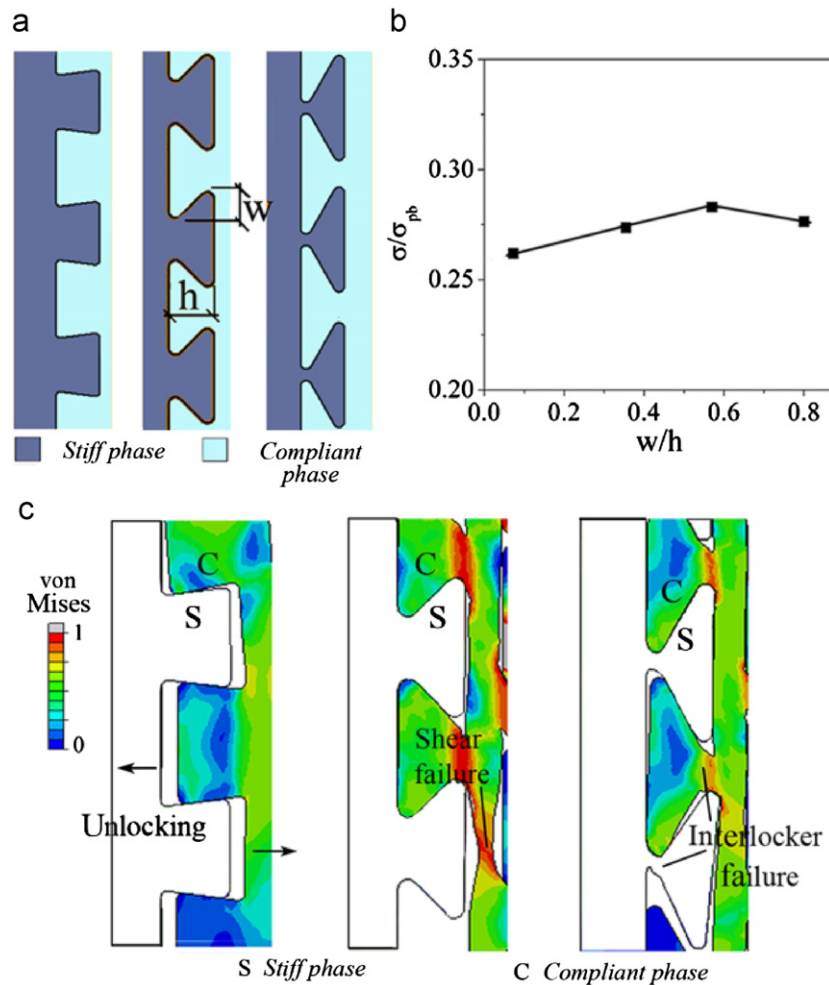 a
w
h
Stiff phase
Compliant
phase
b
0.35
0.30
0.25
0.20
σ/σpb
0.0 0.2 0.4 0.6 0.8
w/h
c
von
Mises
1
0
C
S
Unlocking
C
S
Shear
failure
C
S
Interlocker
failure
S Stiff phase
C Compliant phase